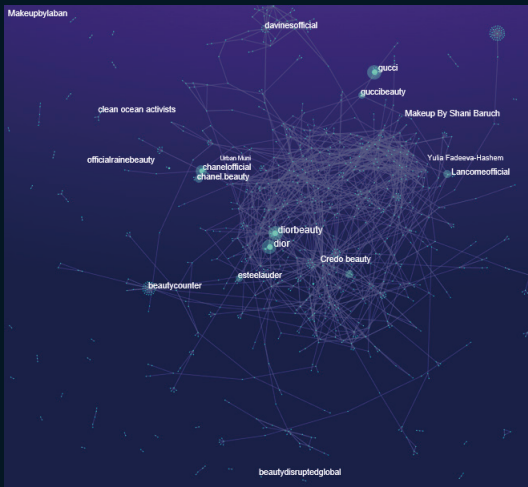 Makeupbylaban
davinesofficial
gucci
guccibeauty
clean ocean activists
Makeup By Shani Baruch
officialrainebeauty
Urban Muni
Yulia Fadeeva-Hashem
chanelofficial
Lancomeofficial
chanel.beauty
diorbeauty
dior
Credo beauty
esteelauder
beautycounter
beautydisruptedglobal